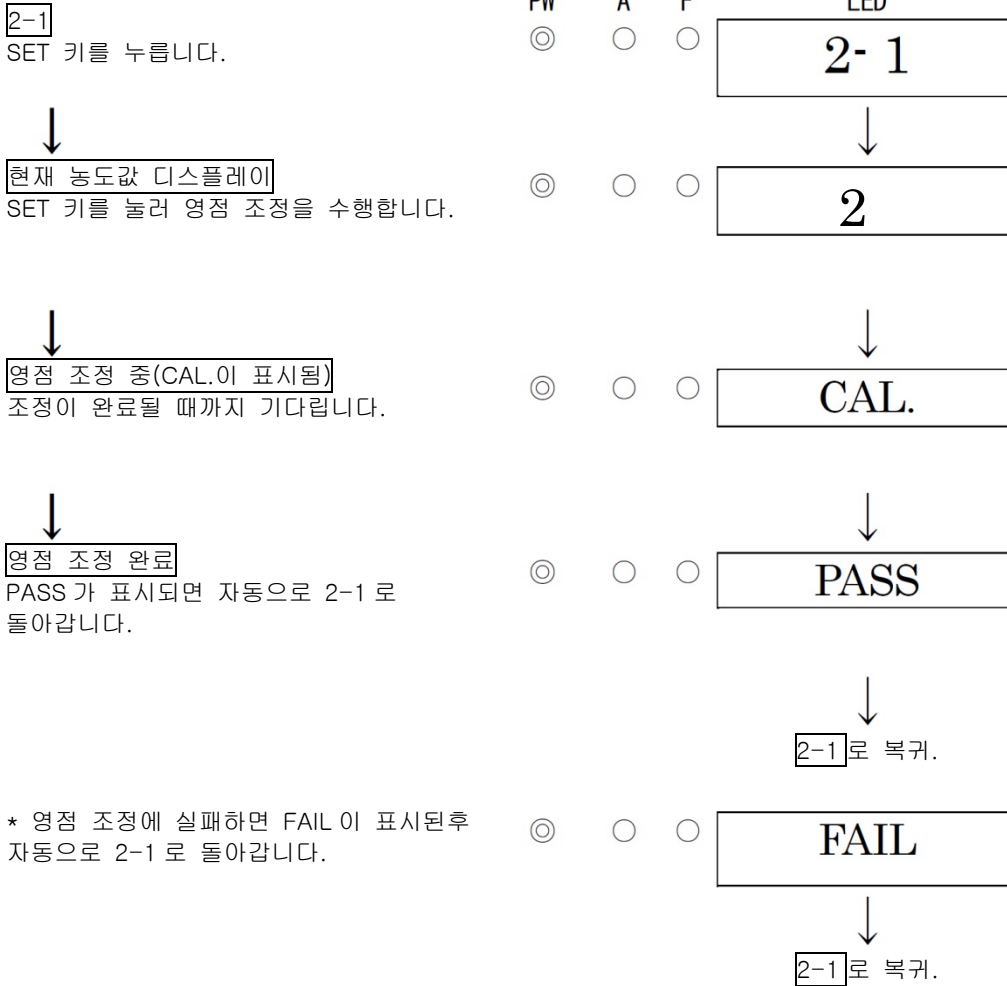 PW A F LED
2-1
SET 키를 누릅니다.
2- 1
↓ ↓
현재 농도값 디스플레이
SET 키를 눌러 영점 조정을 수행합니다.
2
↓ ↓
영점 조정 중(CAL.이 표시됨)
조정이 완료될 때까지 기다립니다.
CAL.
↓ ↓
영점 조정 완료
PASS 가 표시되면 자동으로 2-1 로
돌아갑니다.
PASS
↓
2-1로 복귀.
* 영점 조정에 실패하면 FAIL 이 표시된후
자동으로 2-1 로 돌아갑니다.
FAIL
↓
2-1로 복귀.